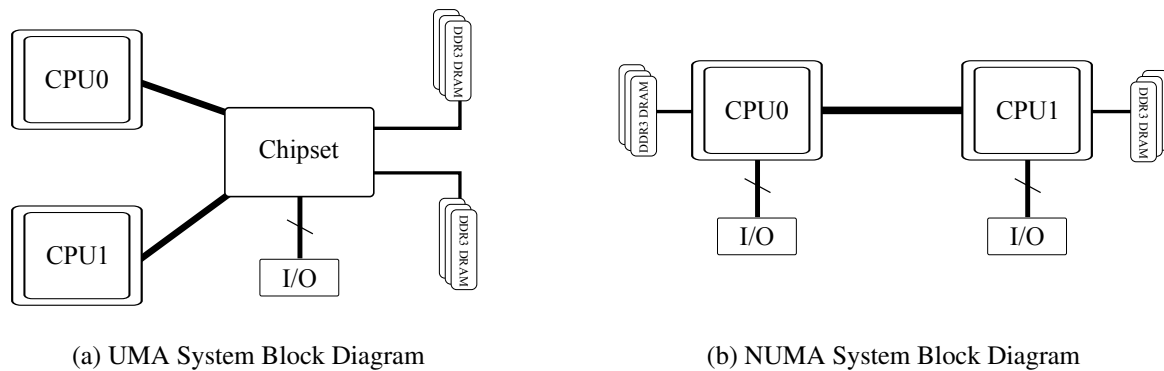 CPU0
DDR3 DRAM
Chipset
CPU1
DDR3 DRAM
I/O
(a) UMA System Block Diagram
DDR3 DRAM
CPU0
CPU1
DDR3 DRAM
I/O
I/O
(b) NUMA System Block Diagram